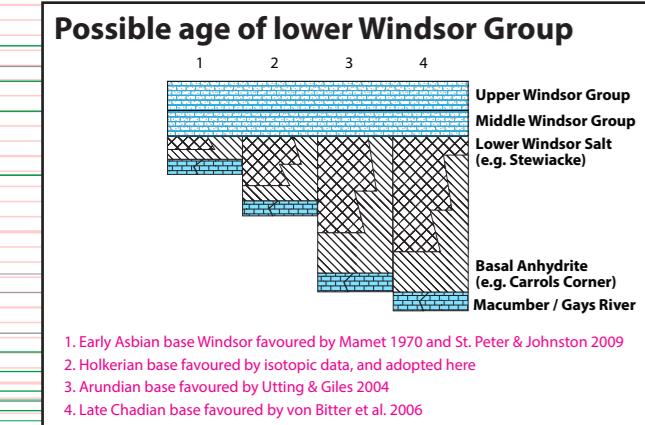 Possible age of lower Windsor Group
1 2 3 4
Upper Windsor Group
Middle Windsor Group
Lower Windsor Salt
(e.g. Stewiacke)
Basal Anhydrite
(e.g. Carrols Corner)
Macumber / Gays River
1. Early Asbian base Windsor favoured by Mamet 1970 and St. Peter & Johnston 2009
2. Holkerian base favoured by isotopic data, and adopted here
3. Arundian base favoured by Utting & Giles 2004
4. Late Chadian base favoured by von Bitter et al. 2006